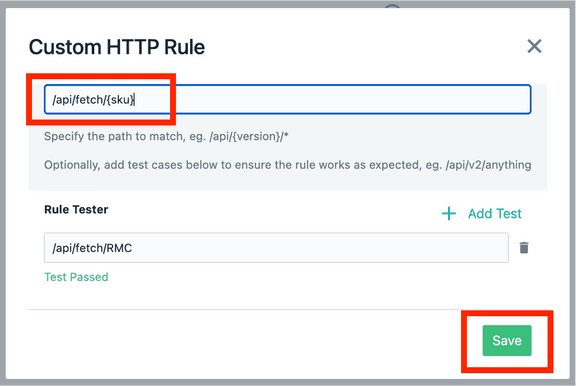 Custom HTTP Rule
/api/fetch/{sku}
Specify the path to match, eg. /api/{version}/*
Optionally, add test cases below to ensure the rule works as expected, eg. /api/v2/anything
Rule Tester
Add Test
/api/fetch/RMC
Test Passed
Save